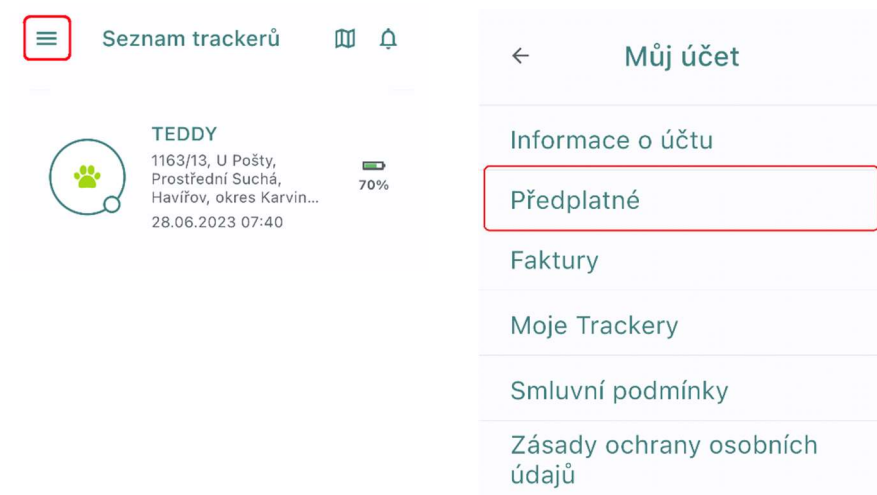 Seznam trackerů
TEDDY
1163/13, U Pošty,
Prostřední Suchá,
Havířov, okres Karvin...
28.06.2023 07:40
70%
Můj účet
Informace o účtu
Předplatné
Faktury
Moje Trackery
Smluvní podmínky
Zásady ochrany osobních
údajů